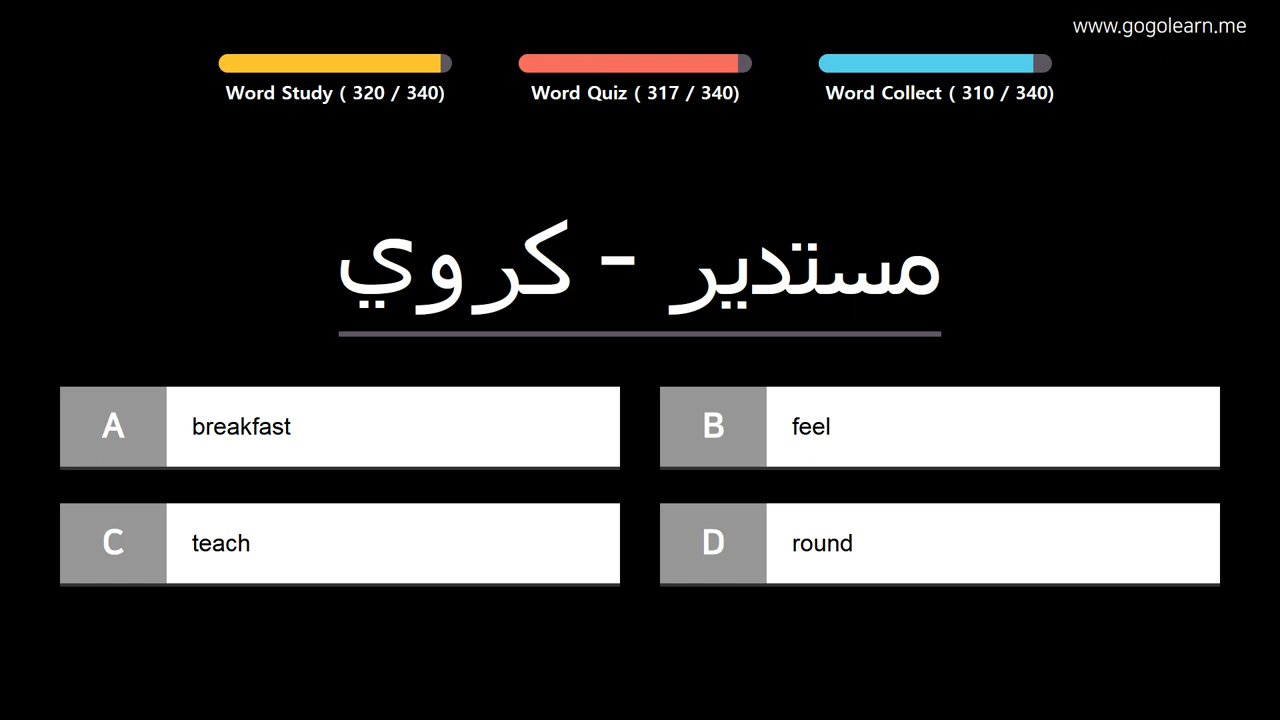 www.gogolearn.me
Word Study ( 320 / 340)
Word Quiz ( 317 / 340)
Word Collect ( 310 / 340)
مستدير - كروي
A breakfast
B feel
C teach
D round